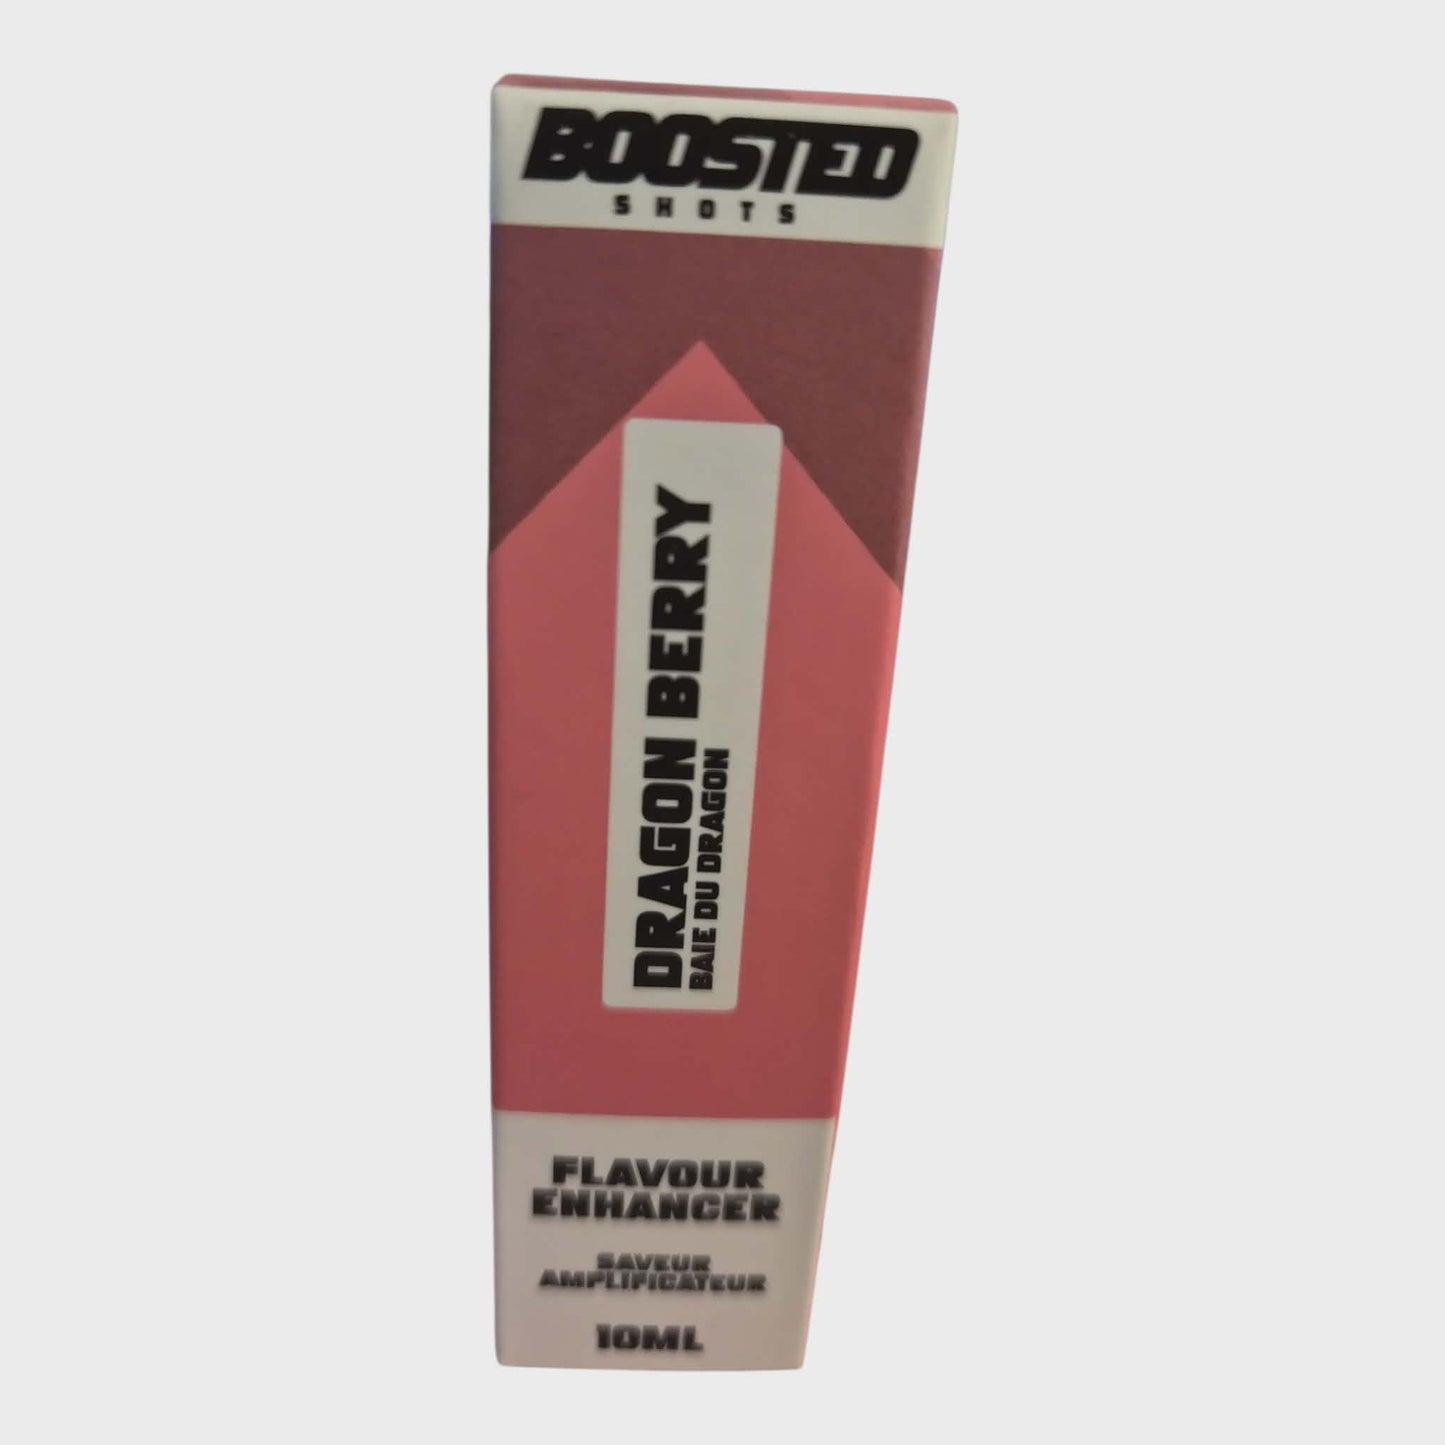 BOOSTED
SHOTS
DRAGON BERRY
BAIE DU DRAGON
FLAVOUR
ENHANCER
SAVEUR
AMPLIFICATEUR
10ML